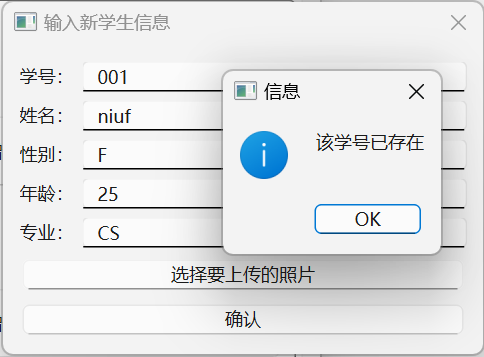 输入新学生信息
学号： 001
姓名： niuf
性别： F
年龄： 25
专业： CS
选择要上传的照片
确认
信息
该学号已存在
OK